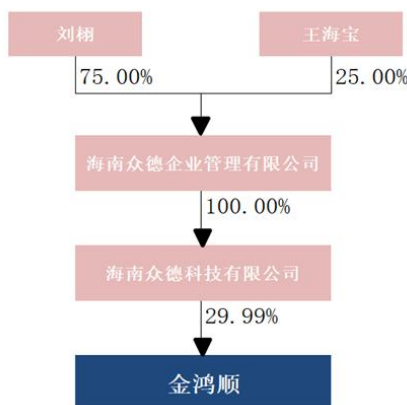 刘栩
王海宝
75.00%
25.00%
海南众德企业管理有限公司
100.00%
海南众德科技有限公司
29.99%
金鸿顺